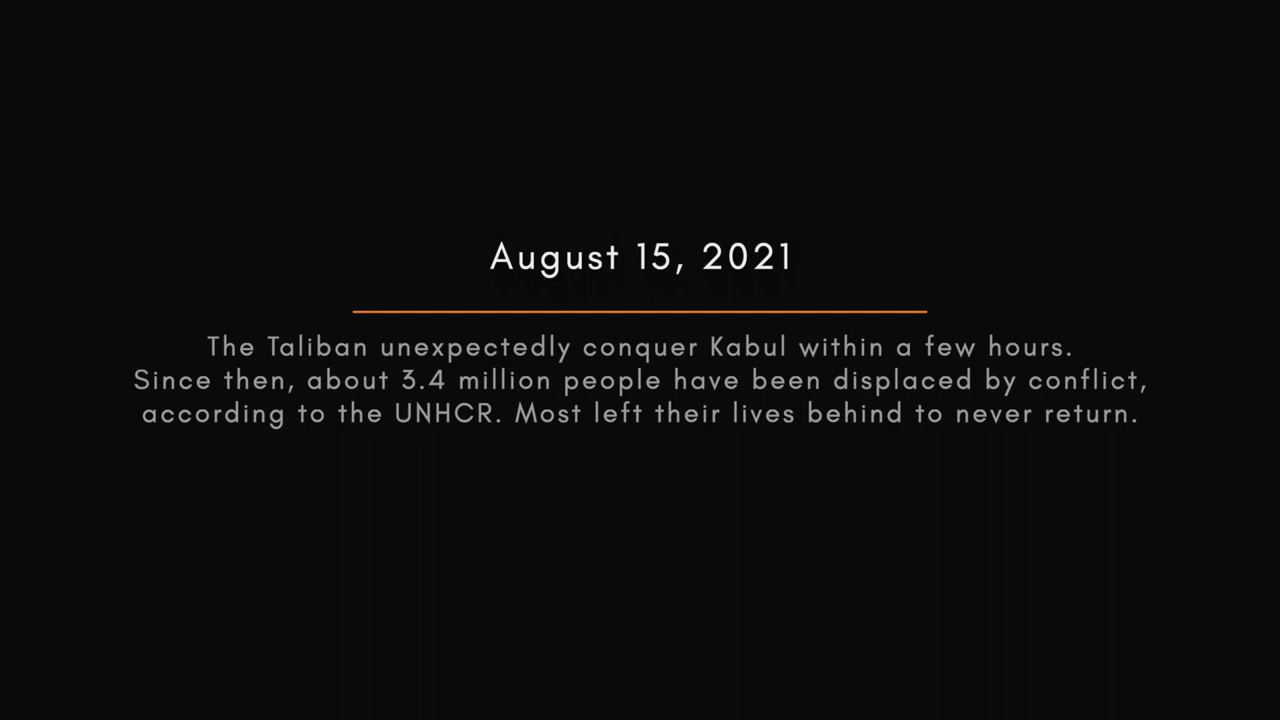 August 15, 2021
The Taliban unexpectedly conquer Kabul within a few hours.
Since then, about 3.4 million people have been displaced by conflict,
according to the UNHCR. Most left their lives behind to never return.